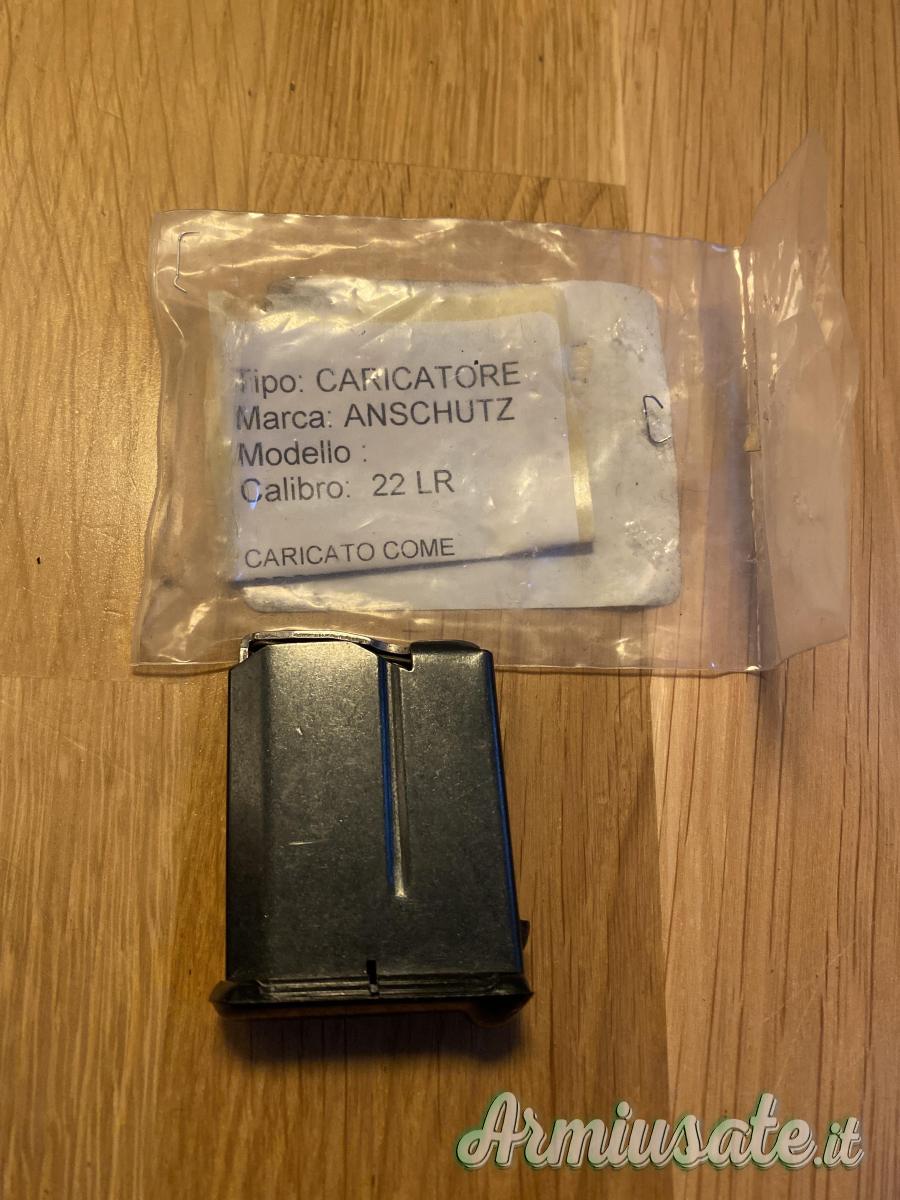 Tipo: CARICATORE
Marca: ANSCHUTZ
Modello :
Calibro: 22 LR
CARICATO COME
Armiusate.it